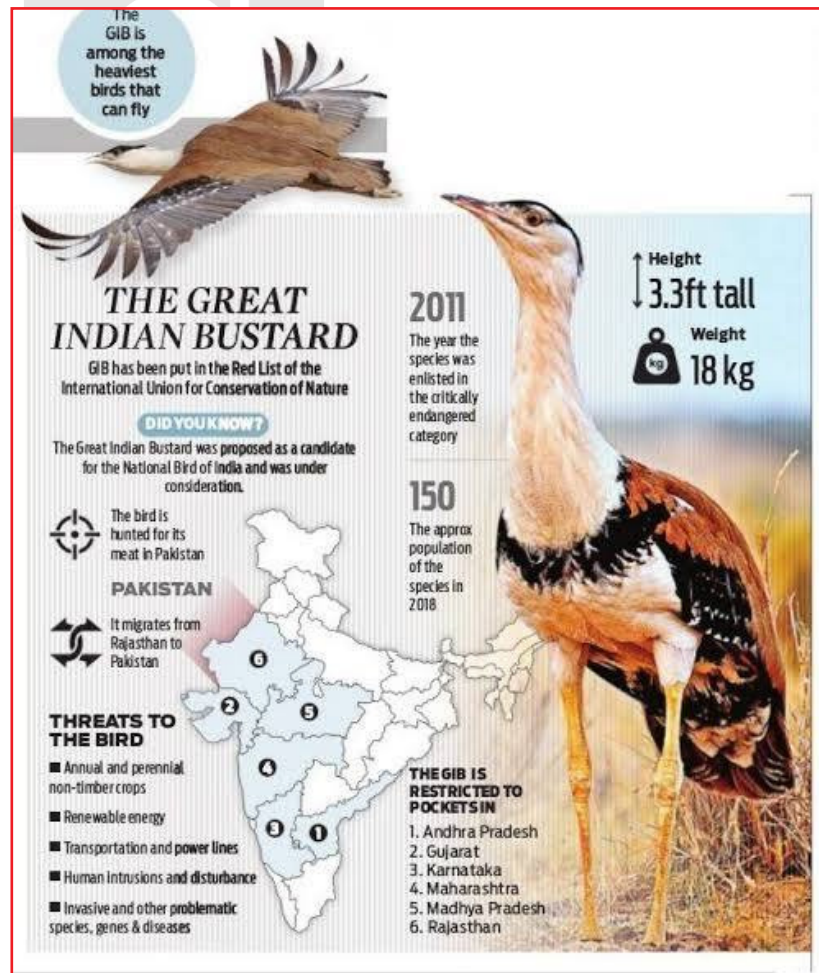 The
GIB is
among the
heaviest
birds that
can fly
THE GREAT
INDIAN BUSTARD
GIB has been put in the Red List of the
International Union for Conservation of Nature
DID YOU KNOW?
The Great Indian Bustard was proposed as a candidate
for the National Bird of India and was under
consideration.
The bird is
hunted for its
meat in Pakistan
PAKISTAN
It migrates from
Rajasthan to
Pakistan
2011
The year the
species was
enlisted in
the critically
endangered
category
150
The approx
population
of the
species in
2018
Height
3.3ft tall
kg
Weight
18 kg
6
2
5
4
3
1
THREATS TO
THE BIRD
Annual and perennial
non-timber crops
Renewable energy
Transportation and power lines
Human intrusions and disturbance
Invasive and other problematic
species, genes & diseases
THE GIB IS
RESTRICTED TO
POCKETS IN
1. Andhra Pradesh
2. Gujarat
3. Karnataka
4. Maharashtra
5. Madhya Pradesh
6. Rajasthan